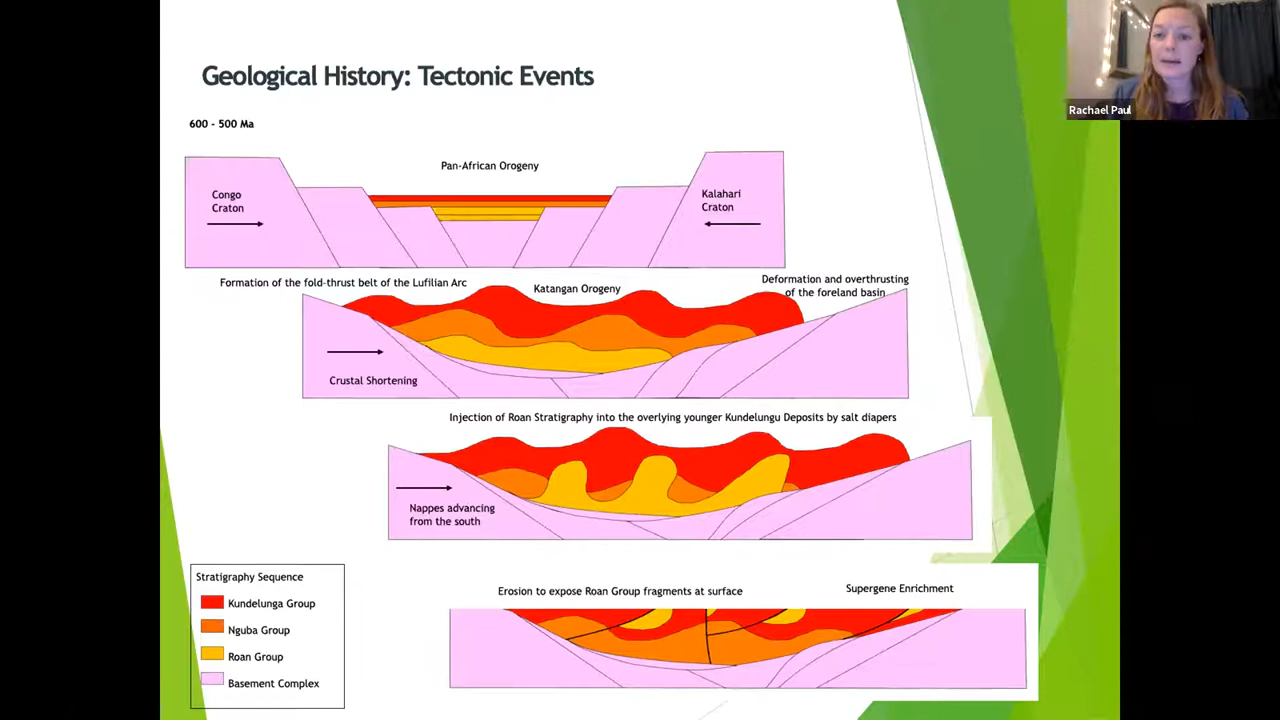 Geological History: Tectonic Events
Rachael Paul
600 - 500 Ma
Pan-African Orogeny
Congo
Craton
Kalahari
Craton
Formation of the fold-thrust belt of the Lufilian Arc
Katangan Orogeny
Deformation and overthrusting
of the foreland basin
Crustal Shortening
Injection of Roan Stratigraphy into the overlying younger Kundelungu Deposits by salt diapers
Nappes advancing
from the south
Stratigraphy Sequence
Kundelunga Group
Nguba Group
Roan Group
Basement Complex
Erosion to expose Roan Group fragments at surface
Supergene Enrichment